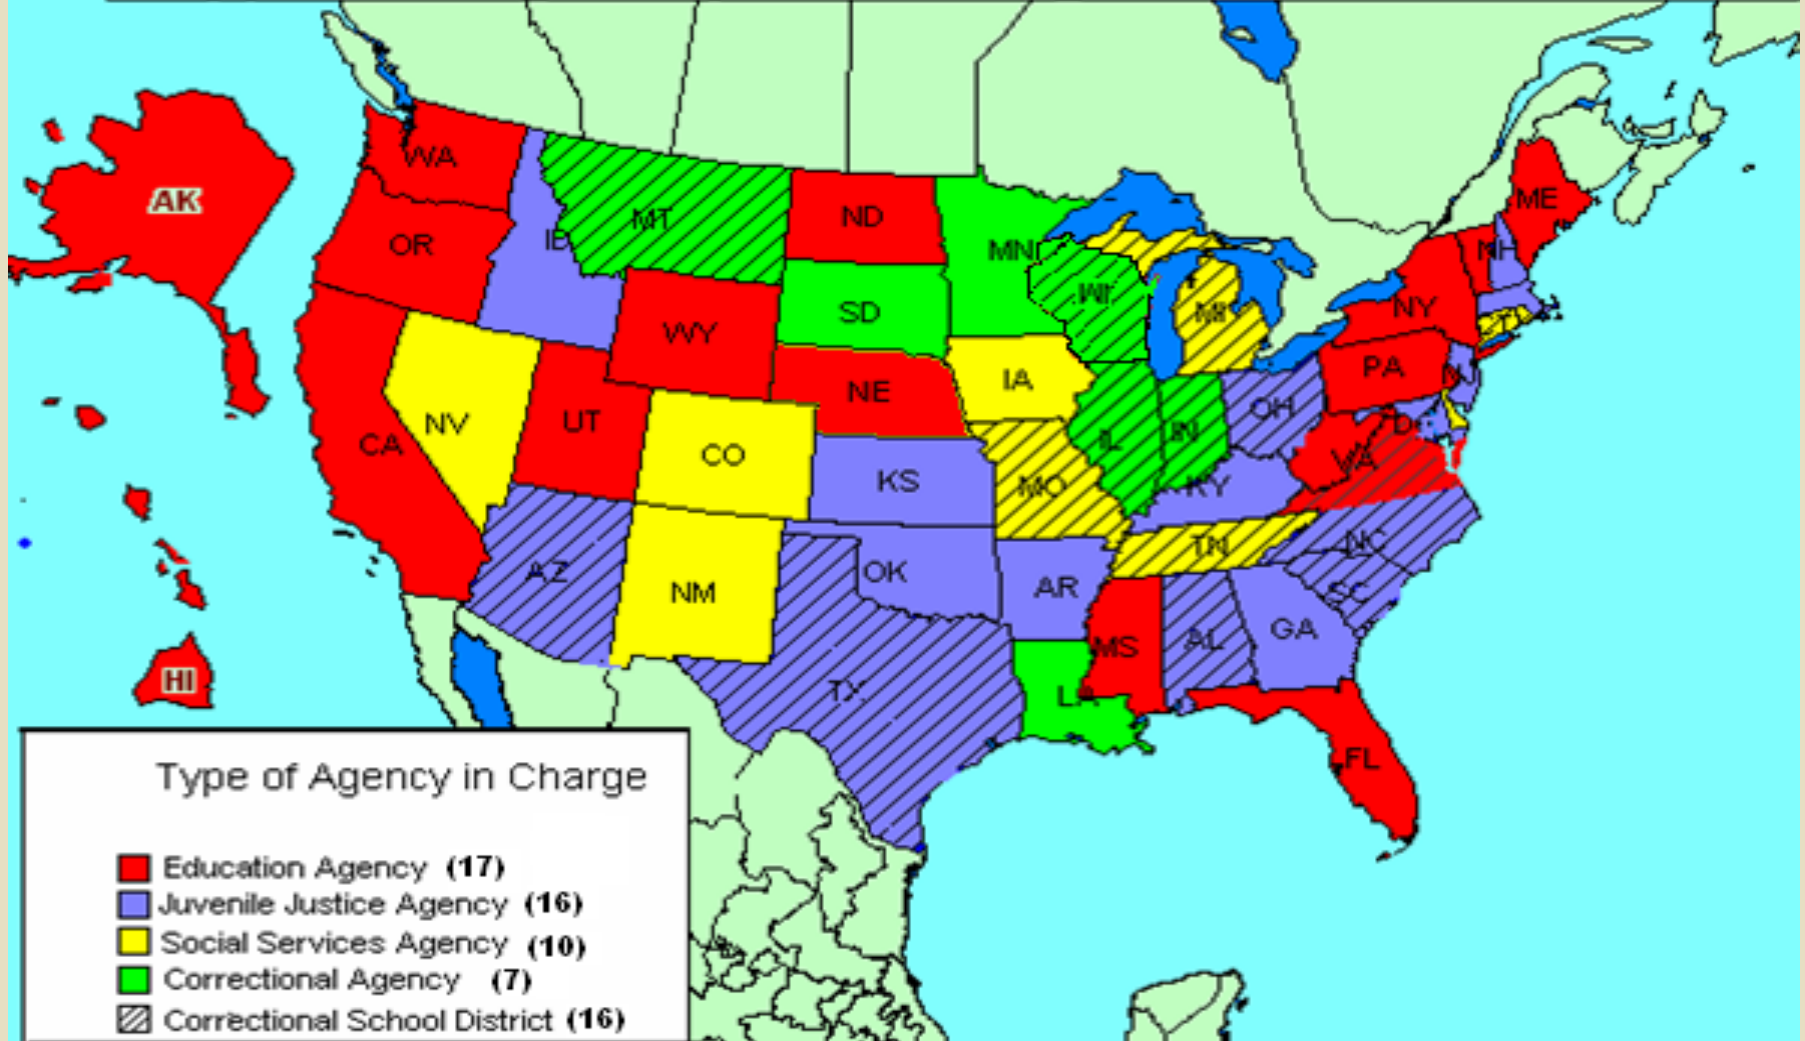 WA
ME
AK
MT
ND
OR
ID
MN
NH
WI
SD
MI
NY
WY
PA
IA
NE
NJ
OH
UT
NV
CA
CO
IL
IN
VA
KS
MO
KY
NC
TN
AZ
OK
AR
NM
SC
GA
MS
AL
HI
TX
LA
FL
Type of Agency in Charge
Education Agency (17)
Juvenile Justice Agency (16)
Social Services Agency (10)
Correctional Agency (7)
Correctional School District (16)